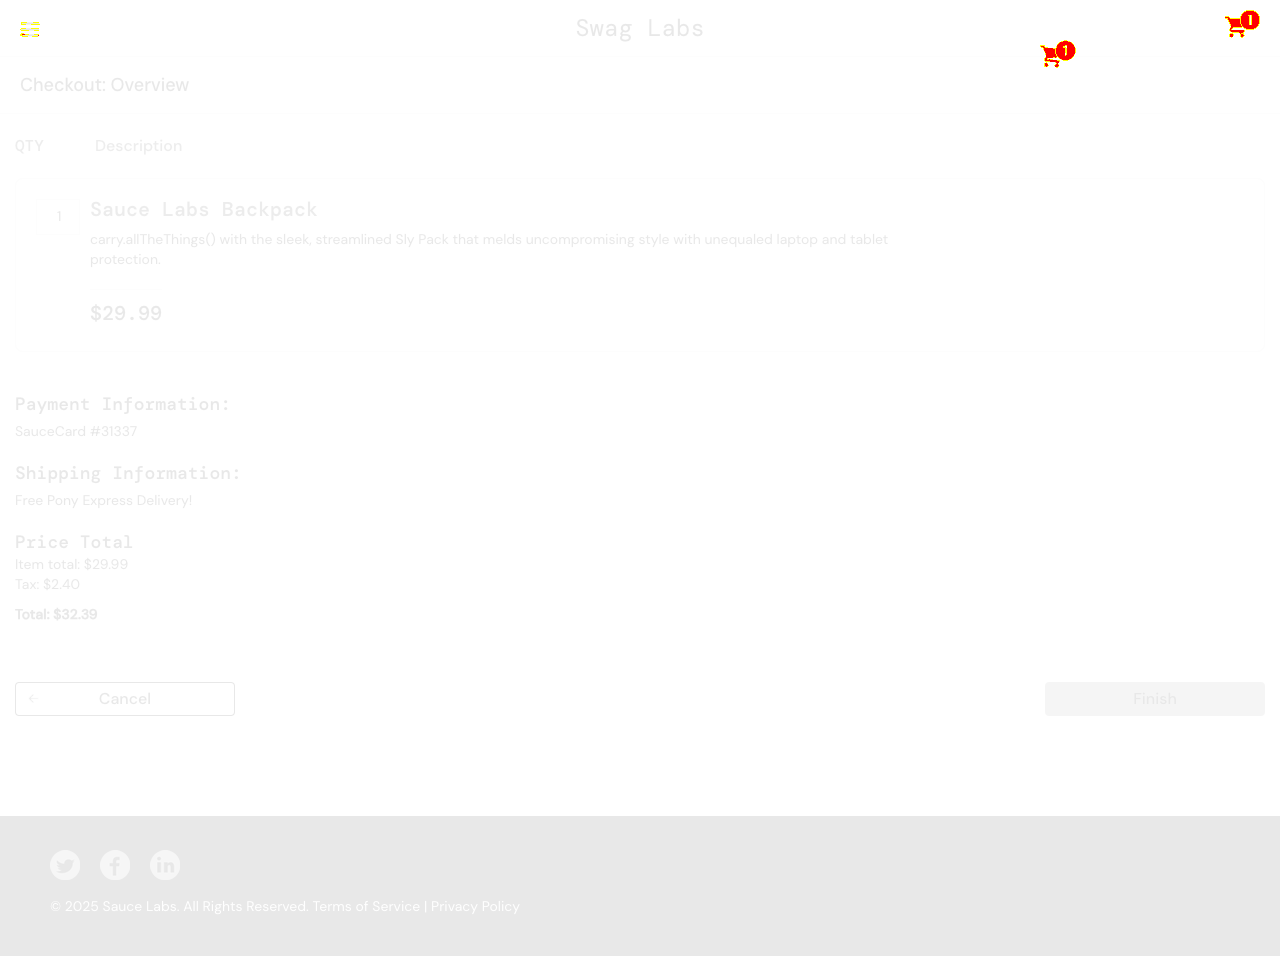 Swag Labs
1
1
Checkout: Overview
QTY Description
1
Sauce Labs Backpack
carry.allTheThings() with the sleek, streamlined Sly Pack that melds uncompromising style with unequaled laptop and tablet
protection.
$29.99
Payment Information:
SauceCard #31337
Shipping Information:
Free Pony Express Delivery!
Price Total
Item total: $29.99
Tax: $2.40
Total: $32.39
Cancel
Finish
© 2025 Sauce Labs. All Rights Reserved. Terms of Service | Privacy Policy